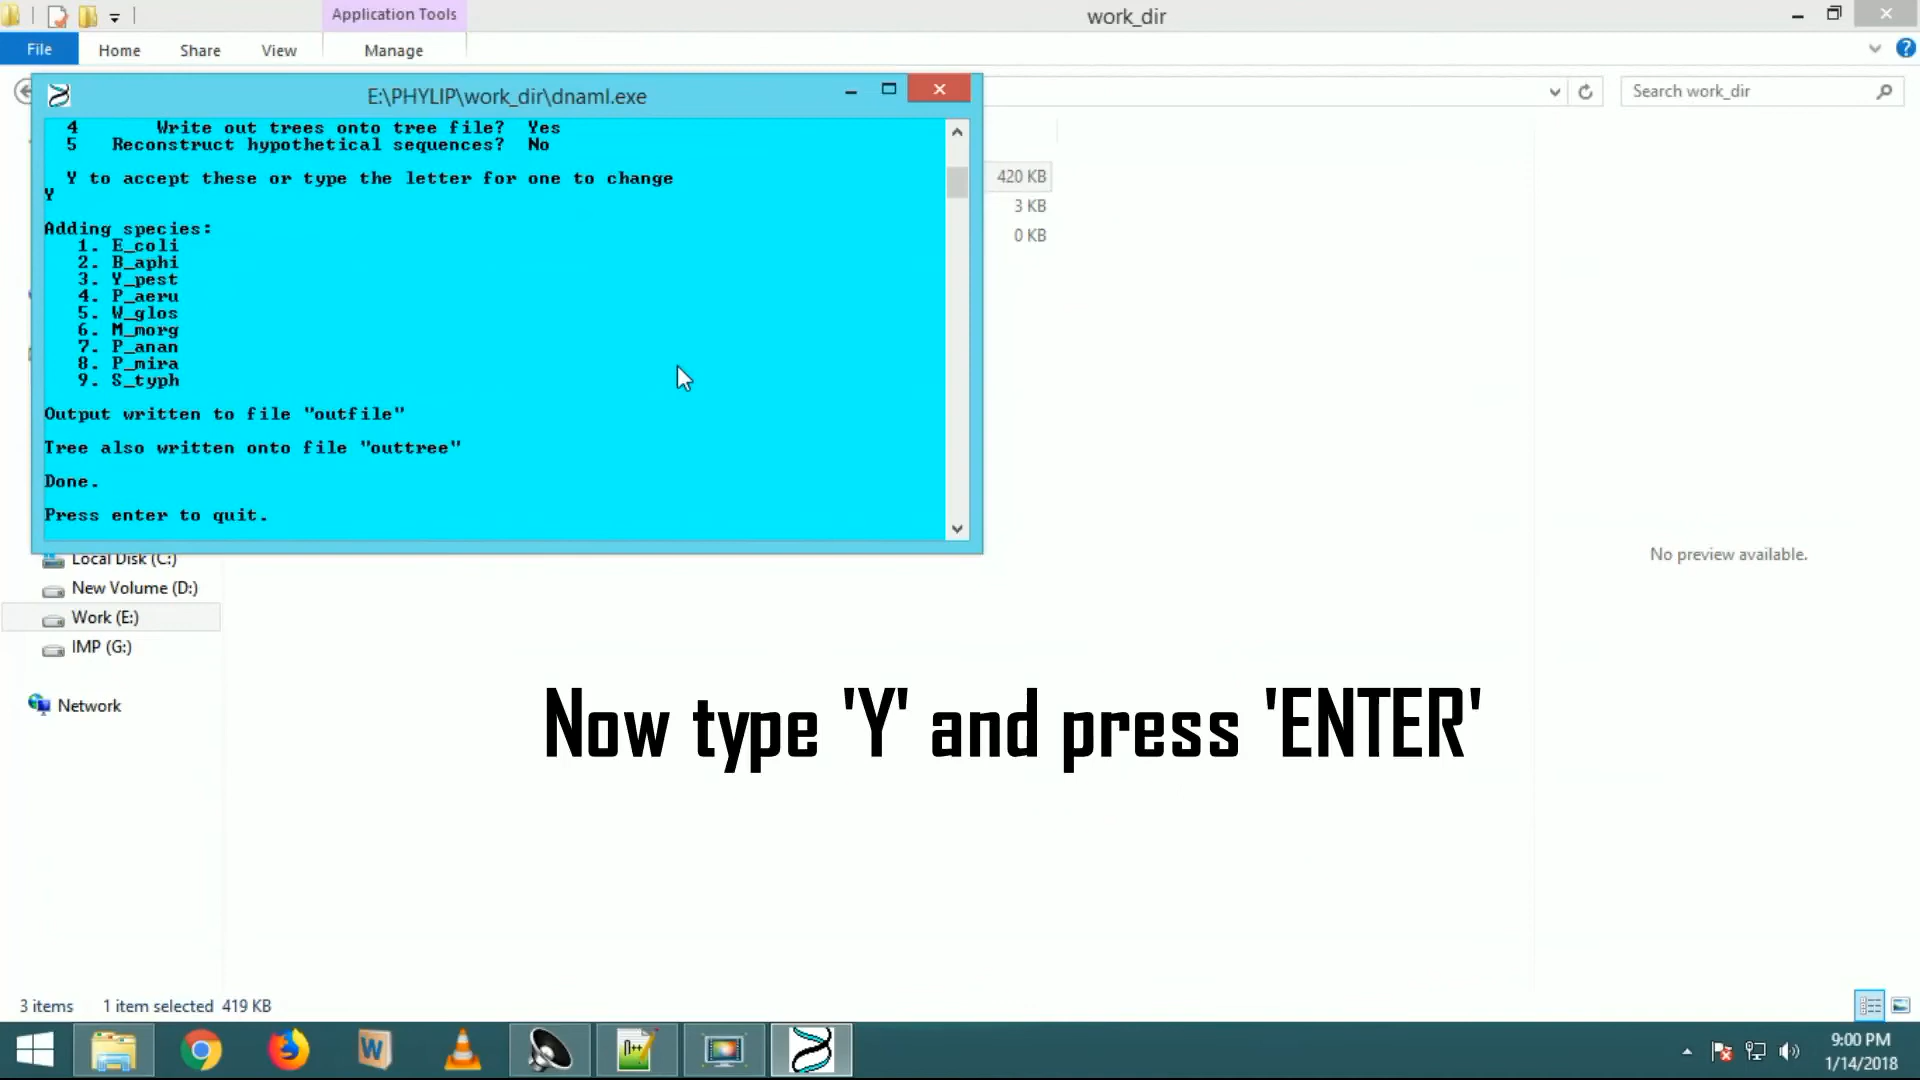 Application Tools
work_dir
File
Home
Share
View
Manage
E:\PHYLIP\work_dir\dnaml.exe
Search work_dir
4 Write out trees onto tree file? Yes
5 Reconstruct hypothetical sequences? No
Y to accept these or type the letter for one to change
Y
Adding species:
1. E_coli
2. B_aphi
3. Y_pest
4. P_aeru
5. W_glos
6. M_morg
7. P_anan
8. P_mira
9. S_typh
Output written to file "outfile"
Tree also written onto file "outtree"
Done.
Press enter to quit.
420 KB
3 KB
0 KB
No preview available.
Local Disk (C:)
New Volume (D:)
Work (E:)
IMP (G:)
Network
Now type 'Y' and press 'ENTER'
3 items
1 item selected 419 KB
W
n++
9:00 PM
1/14/2018